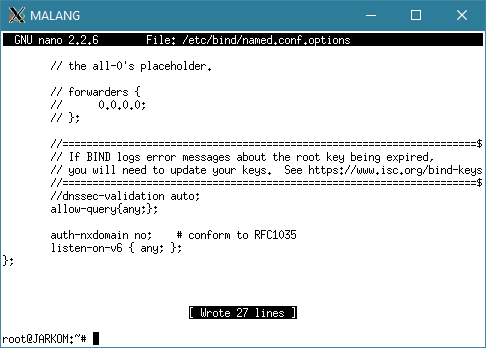 MALANG
GNU nano 2.2.6 File: /etc/bind/named.conf.options
// the all-0's placeholder.
// forwarders {
// 0.0.0.0;
// };
//=====================================================================$
// If BIND logs error messages about the root key being expired,
// you will need to update your keys. See https://www.isc.org/bind-keys
//=====================================================================$
//dnssec-validation auto;
allow-query{any;};
auth-nxdomain no; # conform to RFC1035
listen-on-v6 { any; };
};
[ Wrote 27 lines ]
root@JARKOM:~#